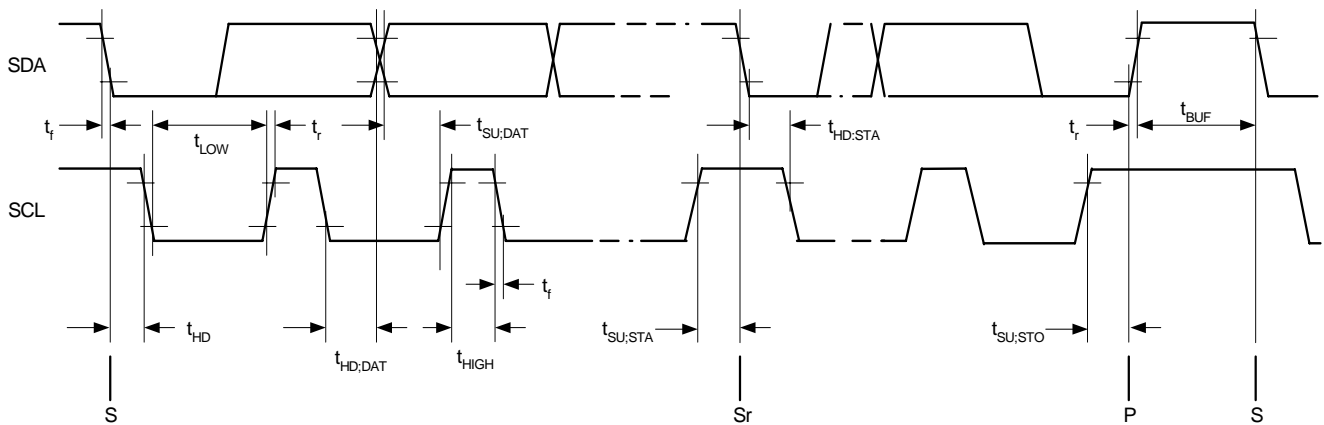 SDA
t_f t_LOW t_r t_SU;DAT t_HD:STA t_r t_BUF
SCL
t_f
t_HD t_HD;DAT t_HIGH t_SU;STA t_SU;STO
S Sr P S